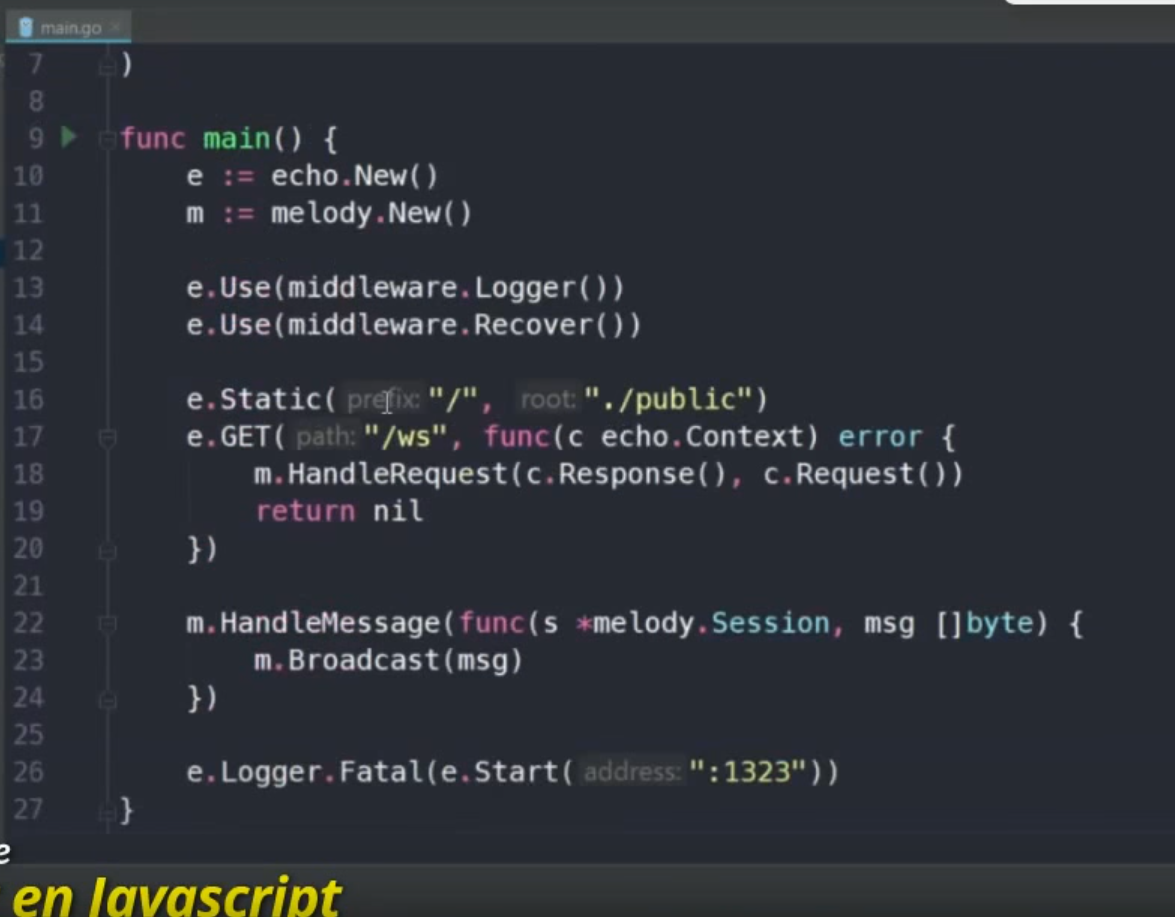 main.go
7 )
8
9 func main() {
10 e := echo.New()
11 m := melody.New()
12
13 e.Use(middleware.Logger())
14 e.Use(middleware.Recover())
15
16 e.Static( prefix: "/", root: "./public")
17 e.GET( path: "/ws", func(c echo.Context) error {
18 m.HandleRequest(c.Response(), c.Request())
19 return nil
20 })
21
22 m.HandleMessage(func(s *melody.Session, msg []byte) {
23 m.Broadcast(msg)
24 })
25
26 e.Logger.Fatal(e.Start( address: ":1323"))
27 }
e
en Javascript